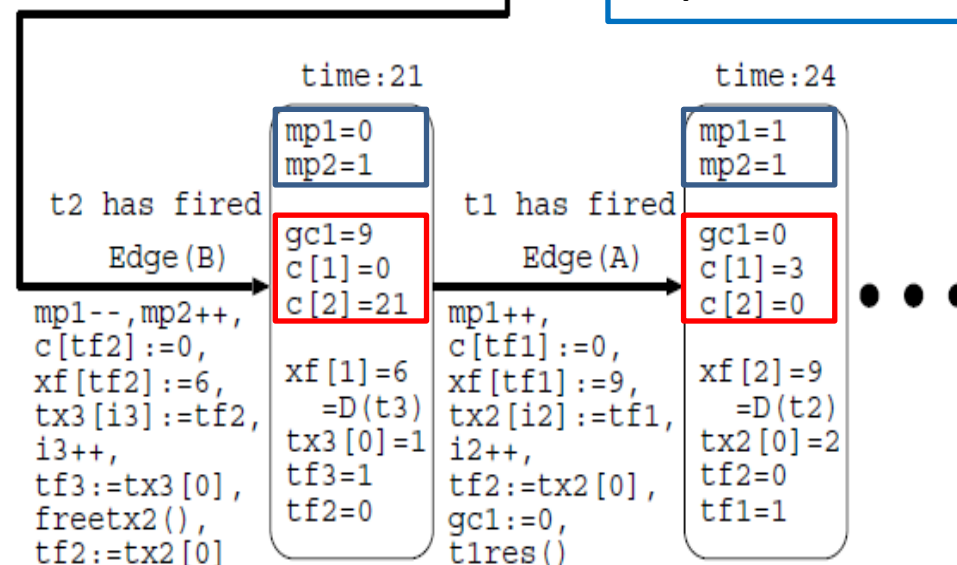 time:21
mp1=0
mp2=1
gc1=9
c[1]=0
c[2]=21
xf[1]=6
=D(t3)
tx3[0]=1
tf3=1
tf2=0
t2 has fired
Edge(B)
mp1--,mp2++,
c[tf2]:=0,
xf[tf2]:=6,
tx3[i3]:=tf2,
i3++,
tf3:=tx3[0],
freetx2(),
tf2:=tx2[0]
t1 has fired
Edge(A)
mp1++,
c[tf1]:=0,
xf[tf1]:=9,
tx2[i2]:=tf1,
i2++,
tf2:=tx2[0],
gc1:=0,
t1res()
time:24
mp1=1
mp2=1
gc1=0
c[1]=3
c[2]=0
xf[2]=9
=D(t2)
tx2[0]=2
tf2=0
tf1=1